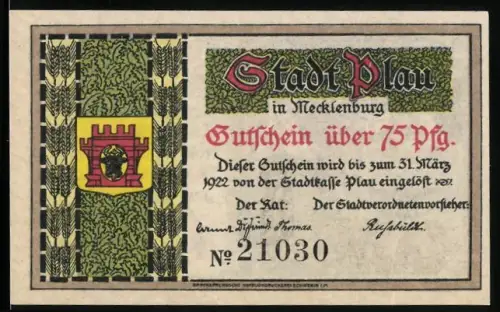 Stadt Plau
in Mecklenburg
Gutschein über 75 Pfg.
Dieser Gutschein wird bis zum 31. März
1922 von der Stadtkasse Plau eingelöst
Der Rat: Der Stadtverordnetenvorsteher:
Thomas.
No 21030